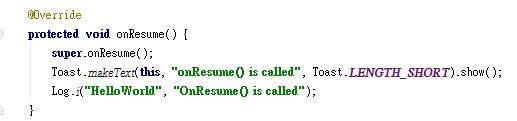 @Override
protected void onResume() {
super.onResume();
Toast.makeText(this, "onResume() is called", Toast.LENGTH_SHORT).show();
Log.i("HelloWorld", "OnResume() is called");
}